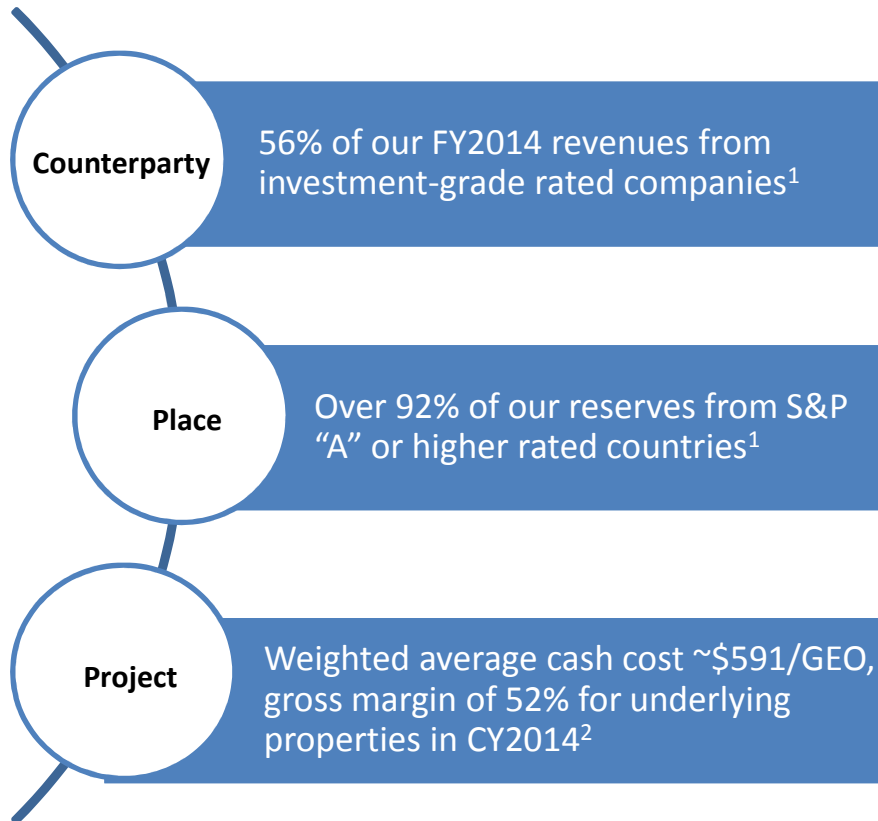 Counterparty
56% of our FY2014 revenues from
investment-grade rated companies¹
Place
Over 92% of our reserves from S&P
“A” or higher rated countries¹
Project
Weighted average cash cost ~$591/GEO,
gross margin of 52% for underlying
properties in CY2014²